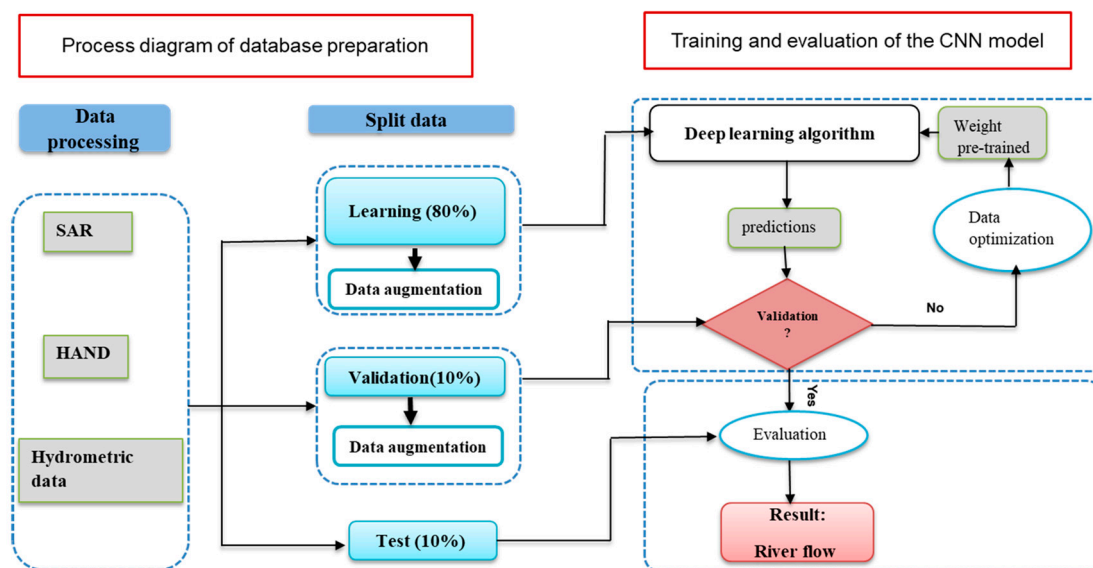 Process diagram of database preparation
Training and evaluation of the CNN model
Data
processing
Split data
SAR
HAND
Hydrometric
data
Learning (80%)
Data augmentation
Validation(10%)
Data augmentation
Test (10%)
Deep learning algorithm
Weight
pre-trained
predictions
Data
optimization
Validation
?
No
Yes
Evaluation
Result:
River flow